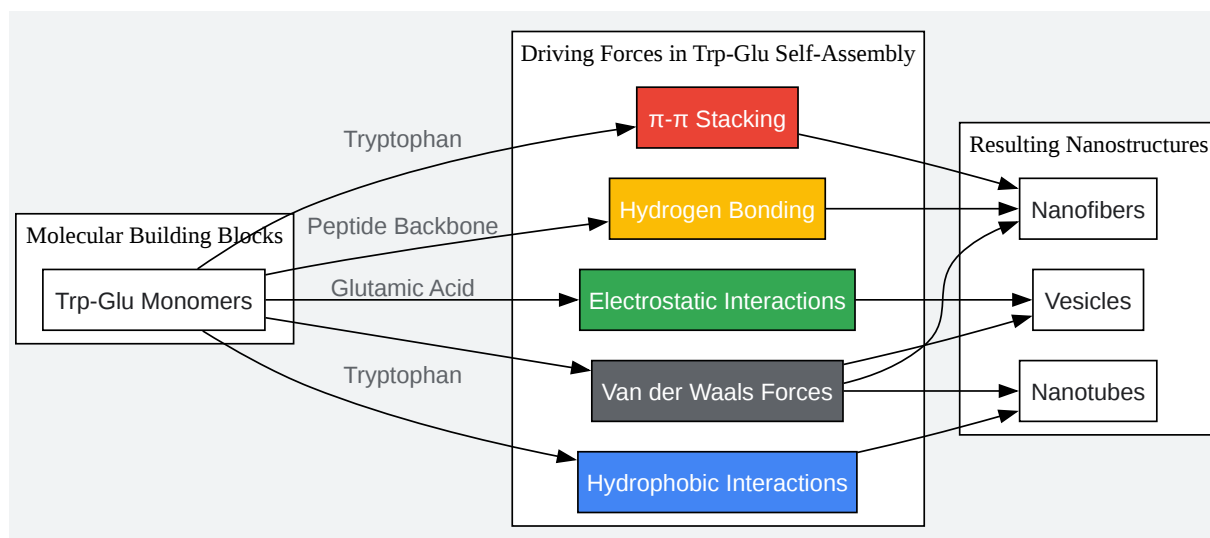 Driving Forces in Trp-Glu Self-Assembly
π-π Stacking
Tryptophan
Resulting Nanostructures
Hydrogen Bonding
Nanofibers
Peptide Backbone
Molecular Building Blocks
Glutamic Acid
Trp-Glu Monomers
Electrostatic Interactions
Vesicles
Tryptophan
Van der Waals Forces
Nanotubes
Hydrophobic Interactions